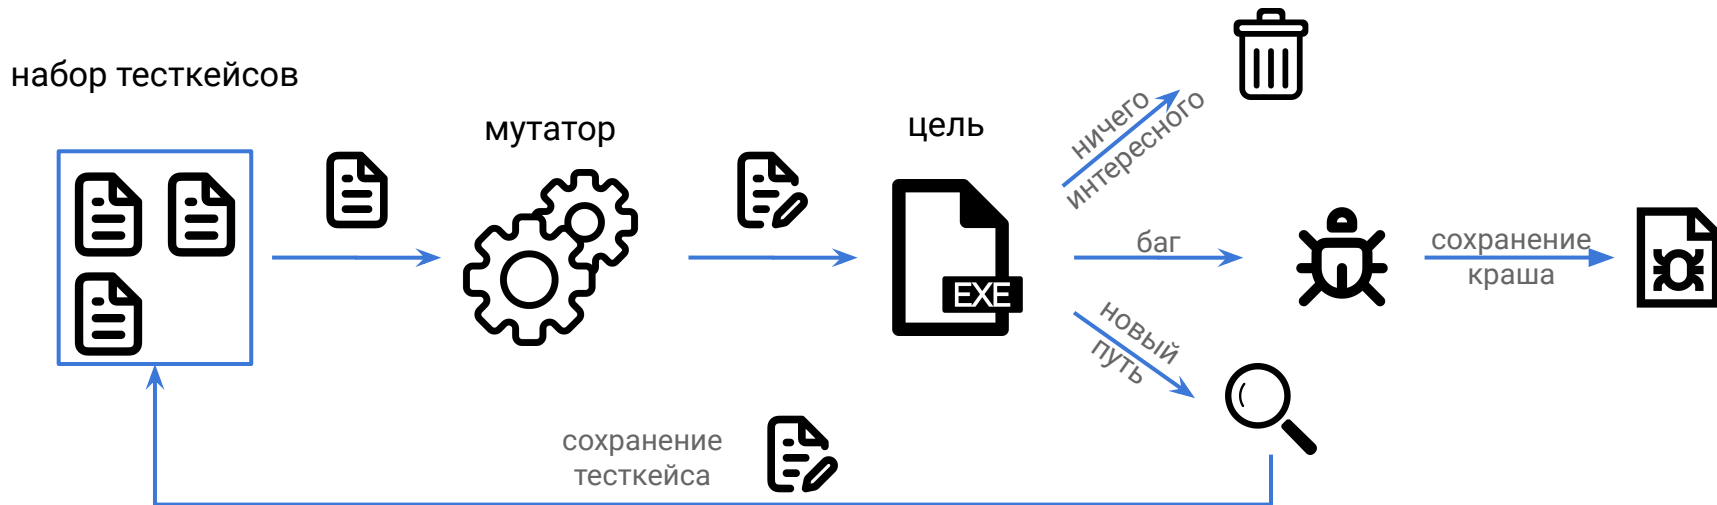 набор тесткейсов
мутатор
цель
EXE
ничего
интересного
баг
сохранение
краша
новый
путь
сохранение
тесткейса